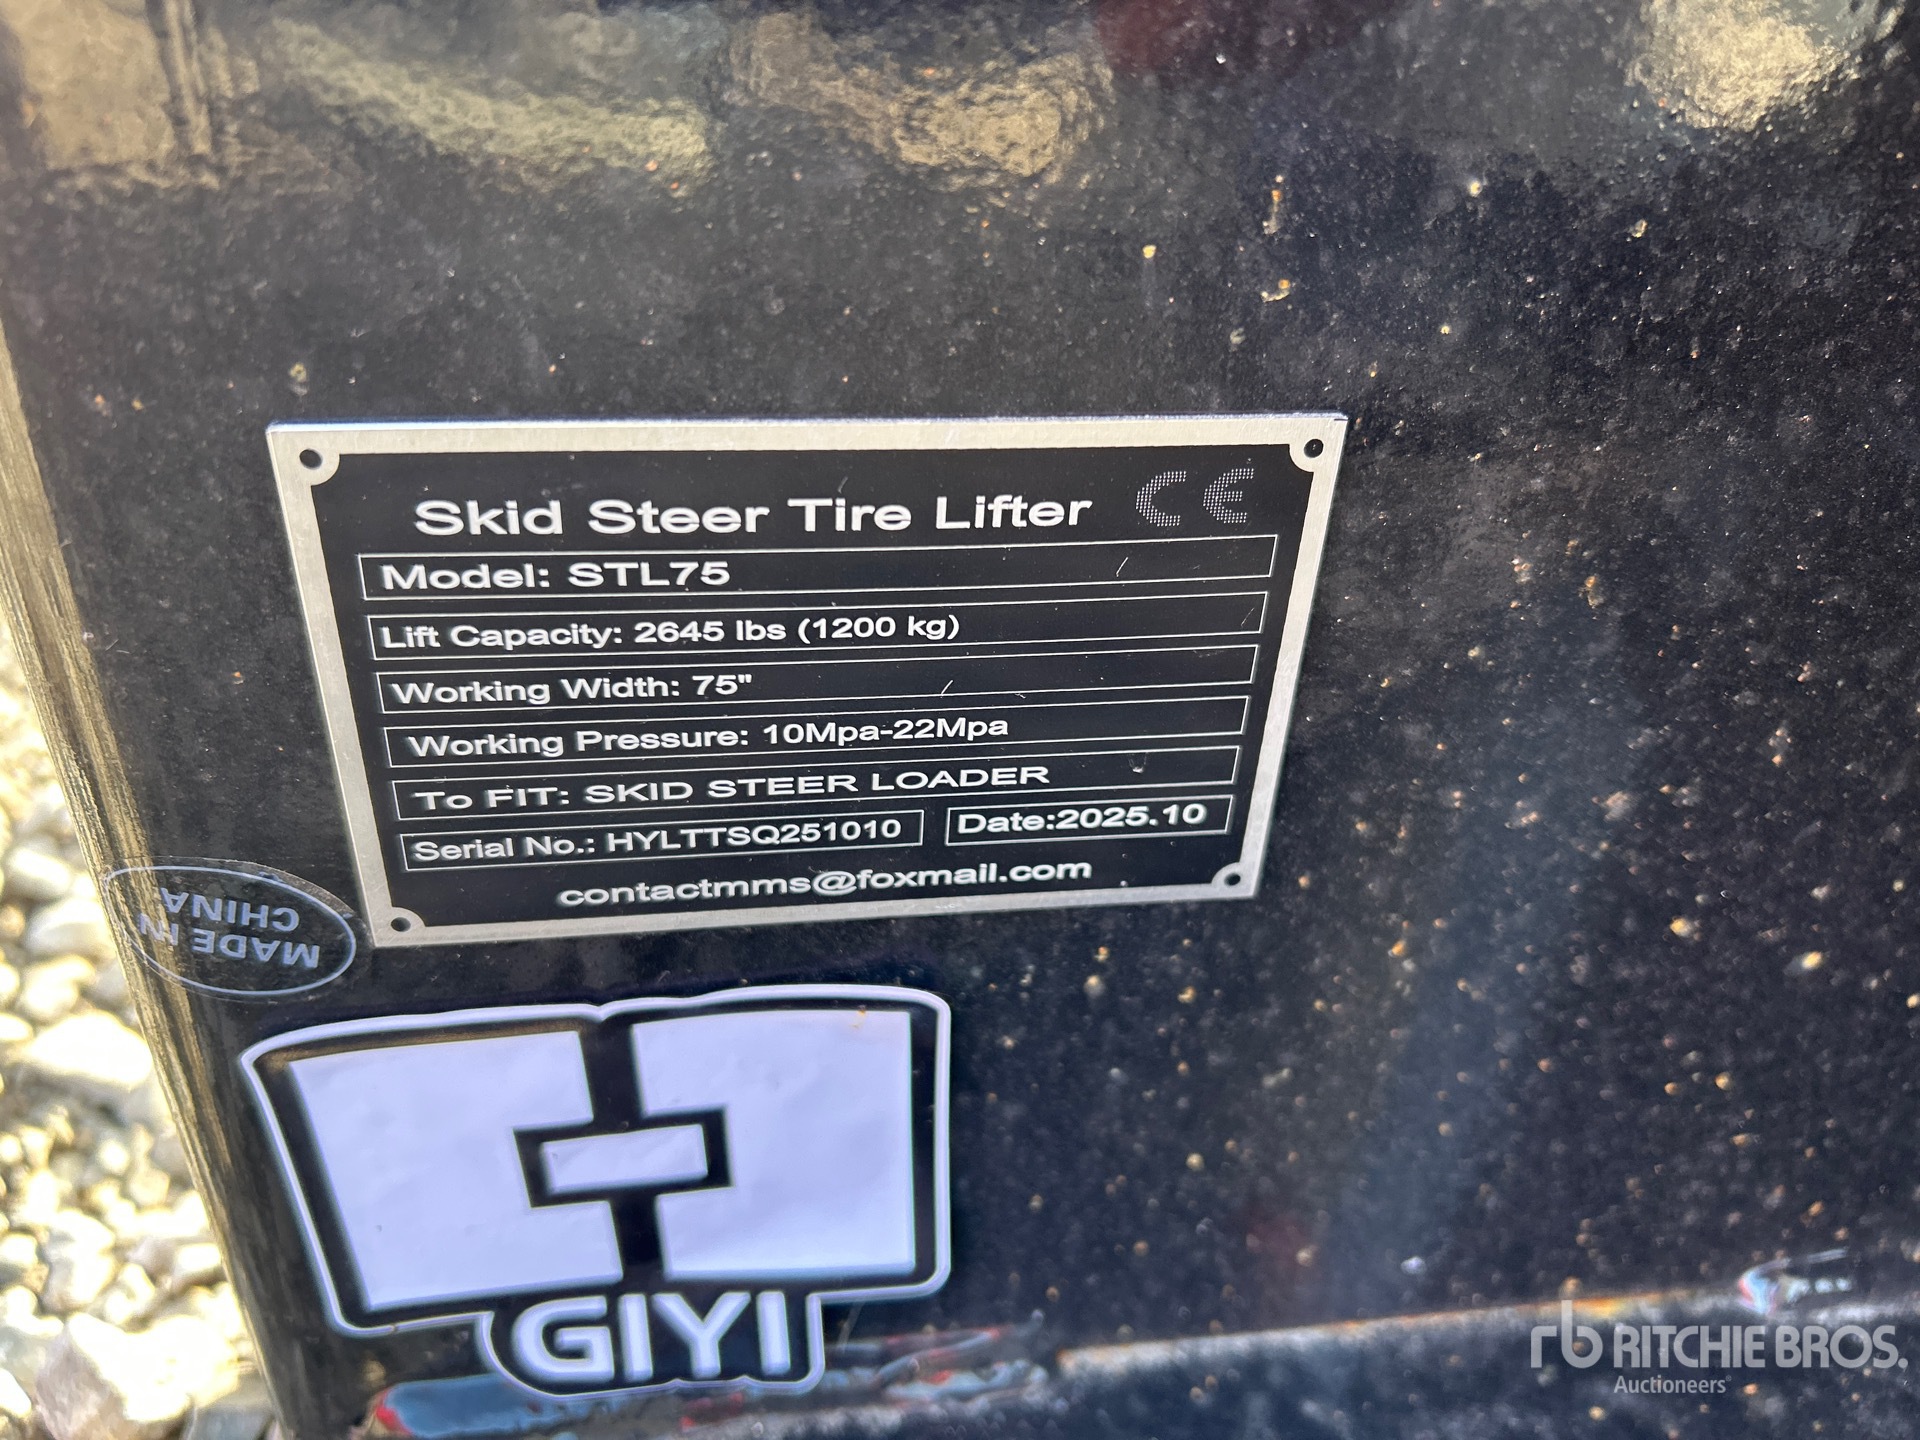 Skid Steer Tire Lifter CE
Model: STL75
Lift Capacity: 2645 lbs (1200 kg)
Working Width: 75"
Working Pressure: 10Mpa-22Mpa
To FIT: SKID STEER LOADER
Serial No.: HYLTTSQ251010 Date:2025.10
contactmms@foxmail.com
MADE IN
CHINA
GIYI
rb RITCHIE BROS.
Auctioneers